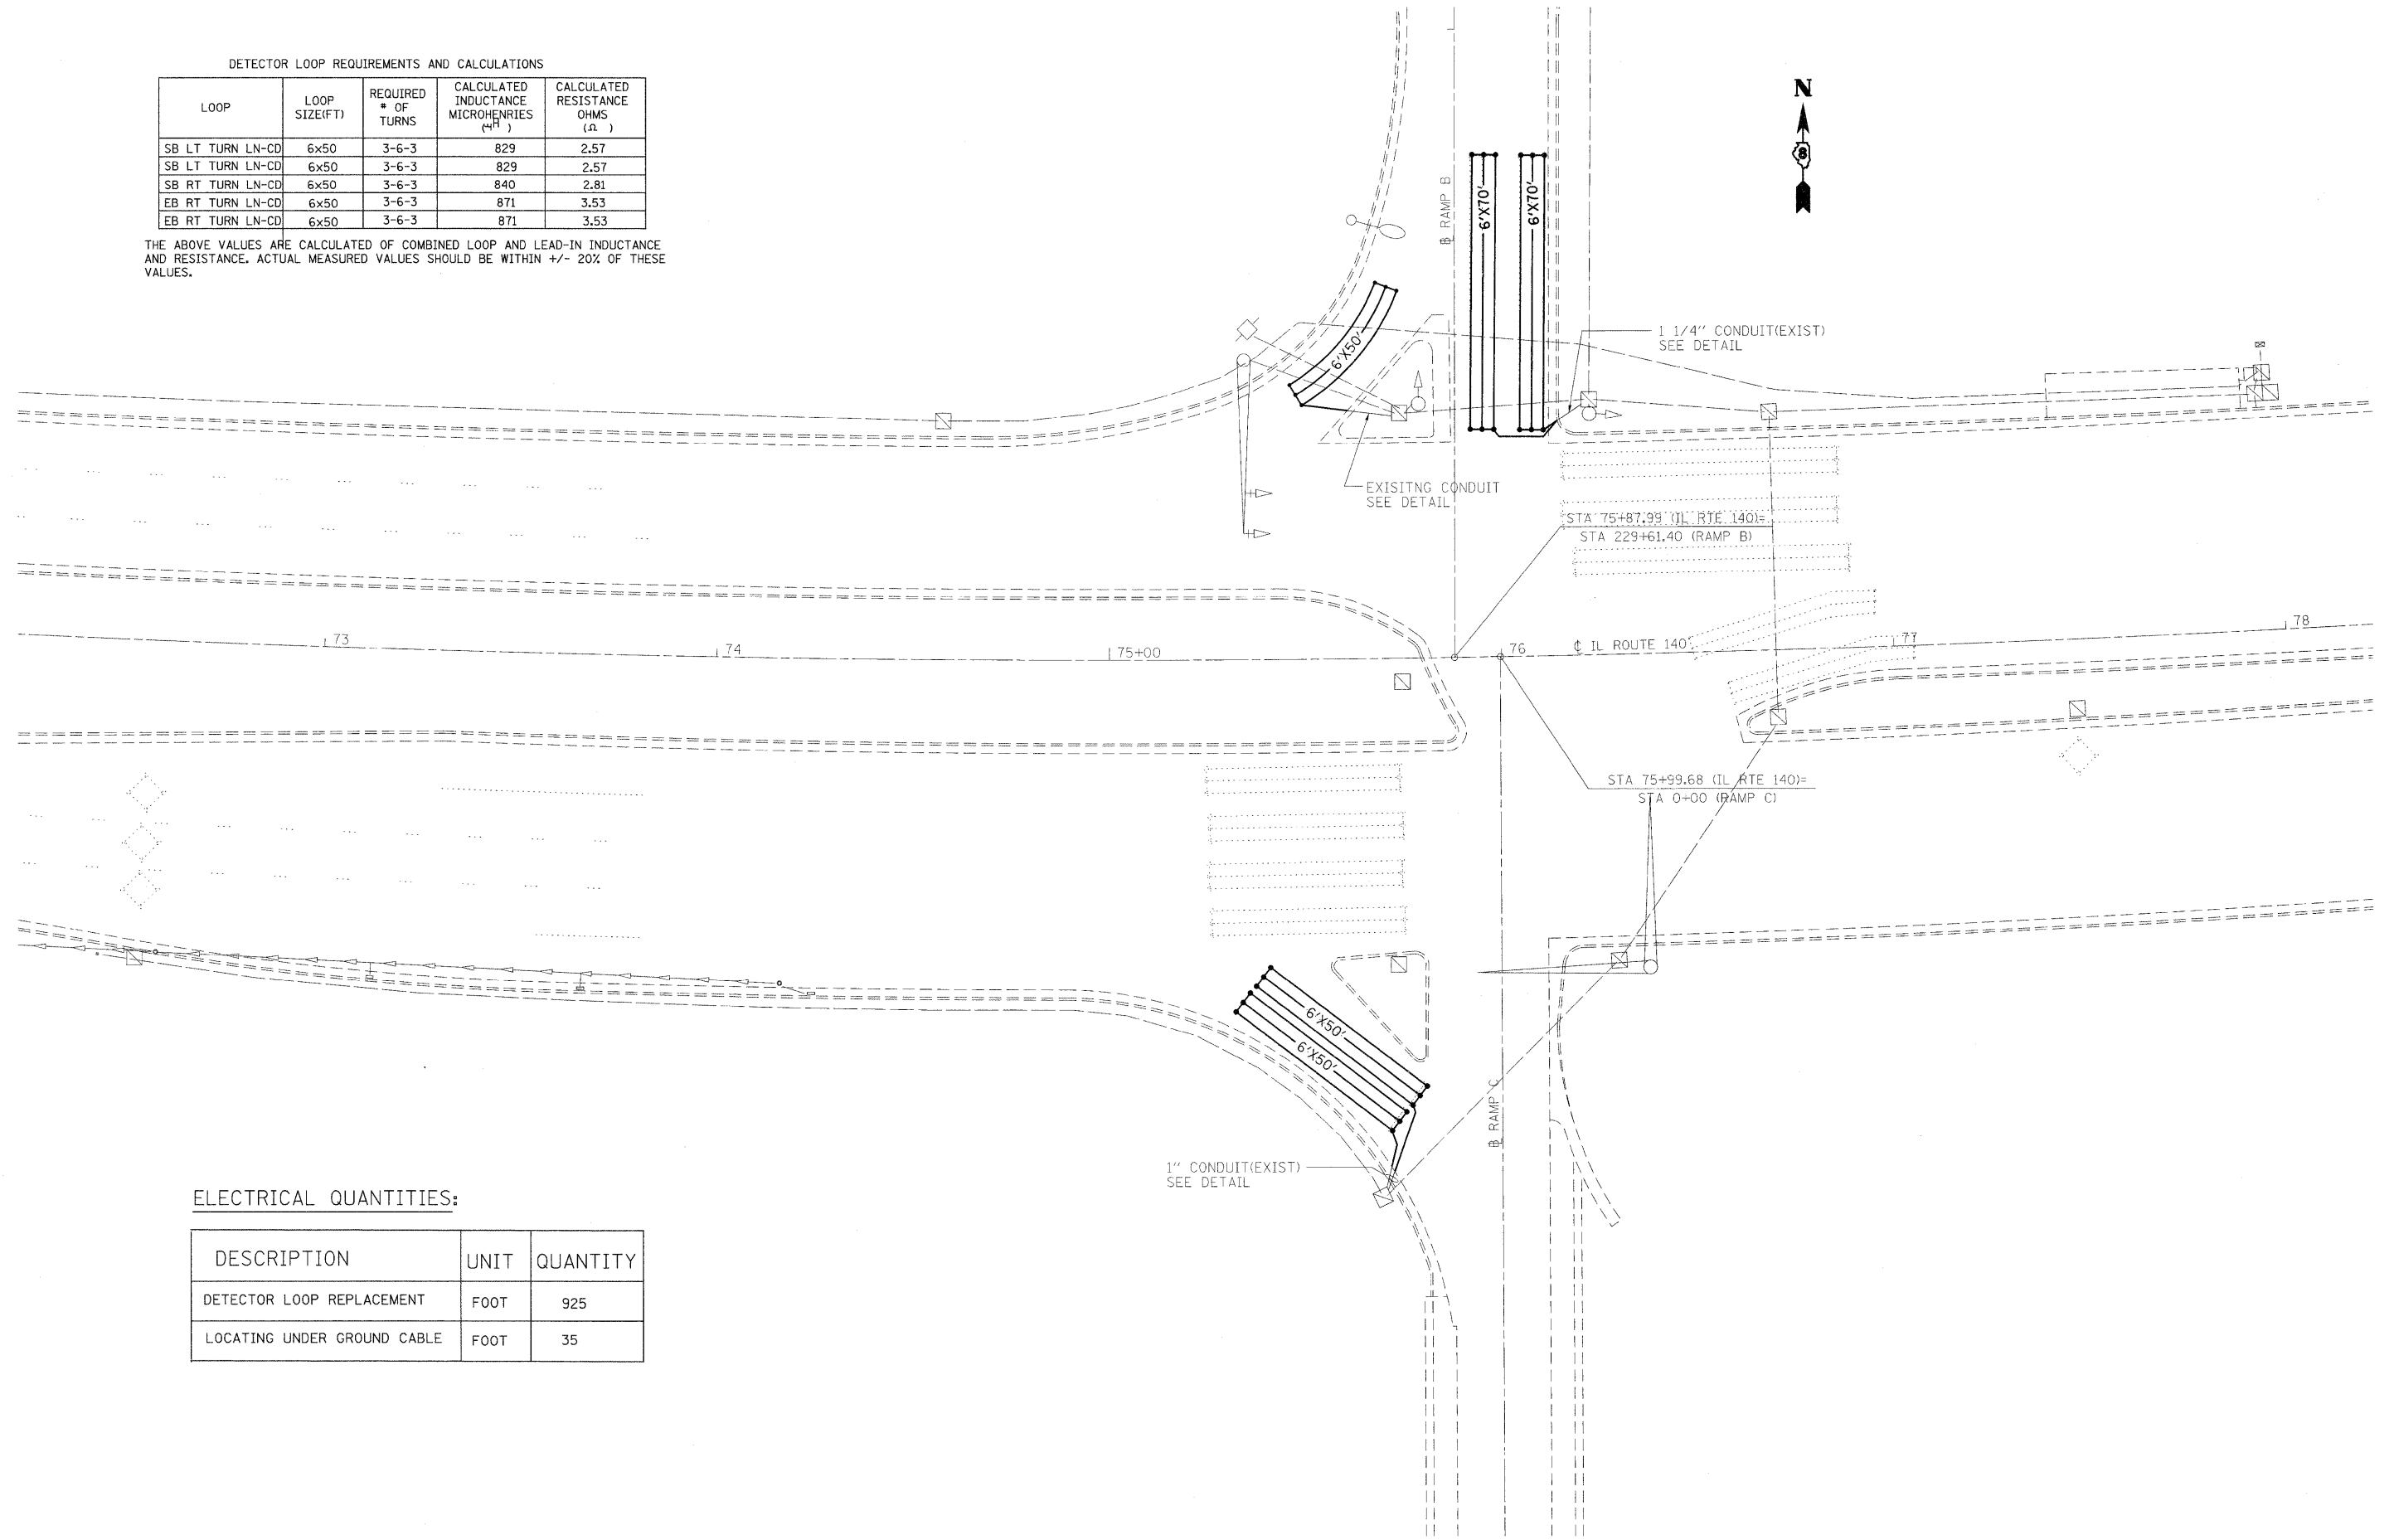 DETECTOR LOOP REQUIREMENTS AND CALCULATIONS
LOOP
LOOP SIZE(FT)
REQUIRED # OF TURNS
CALCULATED INDUCTANCE MICROHENRIES
CALCULATED RESISTANCE OHMS (Ω )
SB LT TURN LN-CD 6x50 3-6-3 829 2.57
SB LT TURN LN-CD 6x50 3-6-3 829 2.57
SB RT TURN LN-CD 6x50 3-6-3 840 2.81
EB RT TURN LN-CD 6x50 3-6-3 871 3.53
EB RT TURN LN-CD 6x50 3-6-3 871 3.53
THE ABOVE VALUES ARE CALCULATED OF COMBINED LOOP AND LEAD-IN INDUCTANCE
AND RESISTANCE. ACTUAL MEASURED VALUES SHOULD BE WITHIN +/- 20% OF THESE
VALUES.
N
8
B RAMP B
6'X70'
6'X70'
6'X50'
1 1/4" CONDUIT(EXIST)
SEE DETAIL
EXISITNG CONDUIT
SEE DETAIL
STA 75+87.99 (IL RTE 140)=
STA 229+61.40 (RAMP B)
73
74
75+00
76
℄ IL ROUTE 140
77
78
STA 75+99.68 (IL RTE 140)=
STA 0+00 (RAMP C)
6'X50'
6'X50'
B RAMP C
1" CONDUIT(EXIST)
SEE DETAIL
ELECTRICAL QUANTITIES:
DESCRIPTION UNIT QUANTITY
DETECTOR LOOP REPLACEMENT FOOT 925
LOCATING UNDER GROUND CABLE FOOT 35